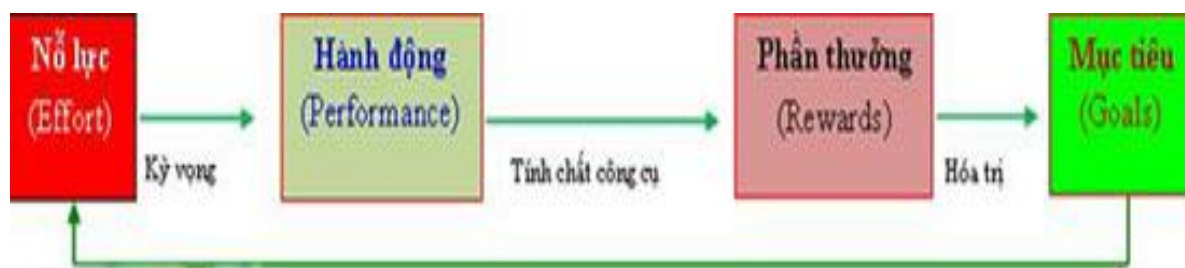 Nỗ lực
(Effort)
Kỳ vọng
Hành động
(Performance)
Tính chất công cụ
Phần thưởng
(Rewards)
Hóa trị
Mục tiêu
(Goals)